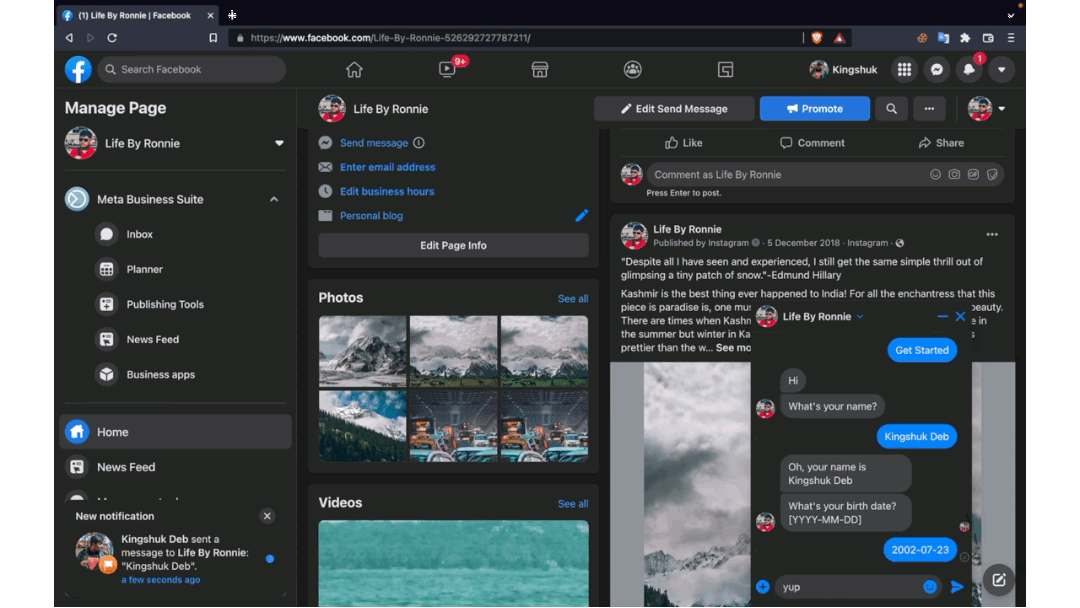 (1) Life By Ronnie | Facebook
https://www.facebook.com/Life-By-Ronnie-526292727787211/
Search Facebook
9+
Kingshuk
1
Manage Page
Life By Ronnie
Meta Business Suite
Inbox
Planner
Publishing Tools
News Feed
Business apps
Home
News Feed
New notification
Kingshuk Deb sent a
message to Life By Ronnie:
"Kingshuk Deb".
a few seconds ago
Life By Ronnie
Edit Send Message
Promote
Send message
Enter email address
Edit business hours
Personal blog
Edit Page Info
Photos
See all
Videos
See all
Like
Comment
Share
Comment as Life By Ronnie
GIF
Press Enter to post.
Life By Ronnie
Published by Instagram · 5 December 2018 · Instagram ·
"Despite all I have seen and experienced, I still get the same simple thrill out of
glimpsing a tiny patch of snow."-Edmund Hillary
Kashmir is the best thing ever happened to India! For all the enchantress that this
piece is paradise is, one mus
beauty.
There are times when Kashm
e in
the summer but winter in Ka
s
prettier than the w... See mo
Life By Ronnie
Get Started
Hi
What's your name?
Kingshuk Deb
Oh, your name is
Kingshuk Deb
What's your birth date?
[YYYY-MM-DD]
2002-07-23
yup